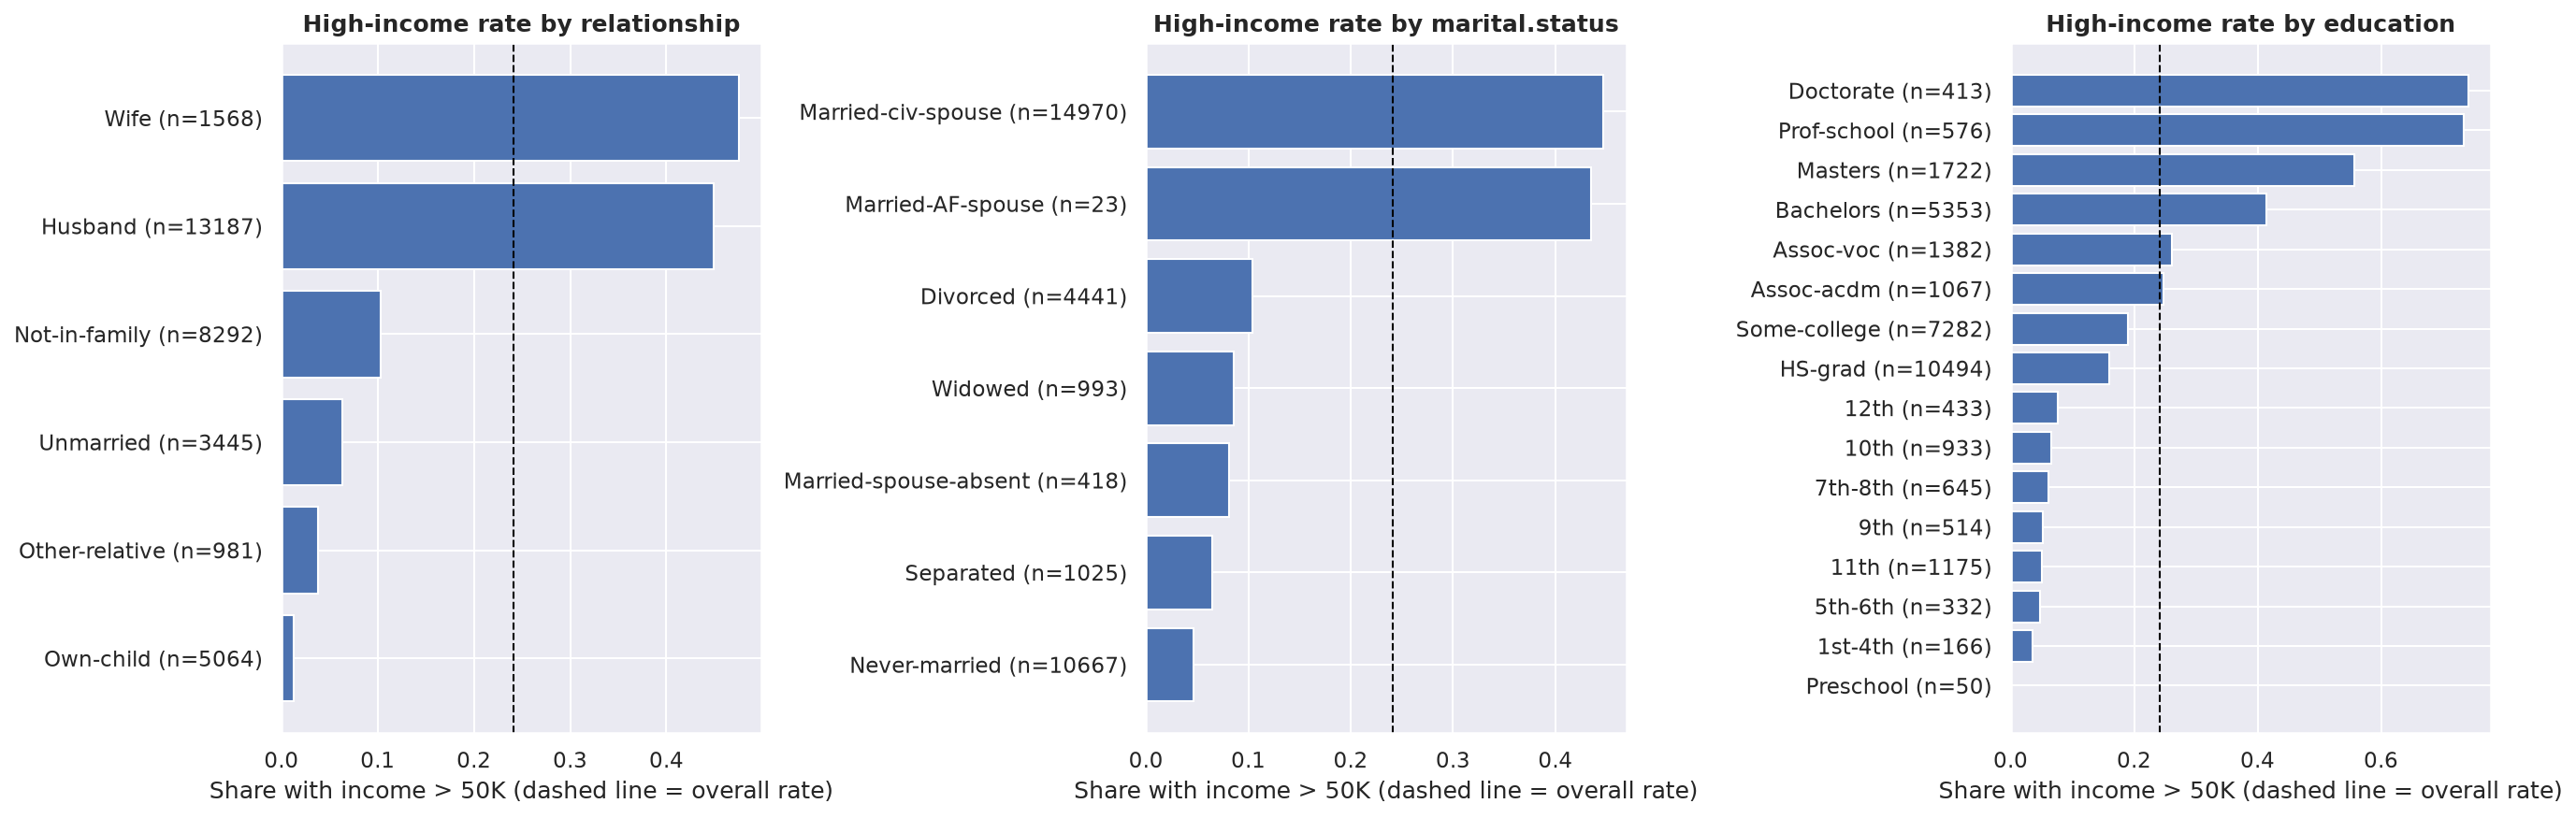 High-income rate by relationship
Wife (n=1568)
Husband (n=13187)
Not-in-family (n=8292)
Unmarried (n=3445)
Other-relative (n=981)
Own-child (n=5064)
0.0 0.1 0.2 0.3 0.4
Share with income > 50K (dashed line = overall rate)
High-income rate by marital.status
Married-civ-spouse (n=14970)
Married-AF-spouse (n=23)
Divorced (n=4441)
Widowed (n=993)
Married-spouse-absent (n=418)
Separated (n=1025)
Never-married (n=10667)
0.0 0.1 0.2 0.3 0.4
Share with income > 50K (dashed line = overall rate)
High-income rate by education
Doctorate (n=413)
Prof-school (n=576)
Masters (n=1722)
Bachelors (n=5353)
Assoc-voc (n=1382)
Assoc-acdm (n=1067)
Some-college (n=7282)
HS-grad (n=10494)
12th (n=433)
10th (n=933)
7th-8th (n=645)
9th (n=514)
11th (n=1175)
5th-6th (n=332)
1st-4th (n=166)
Preschool (n=50)
0.0 0.2 0.4 0.6
Share with income > 50K (dashed line = overall rate)